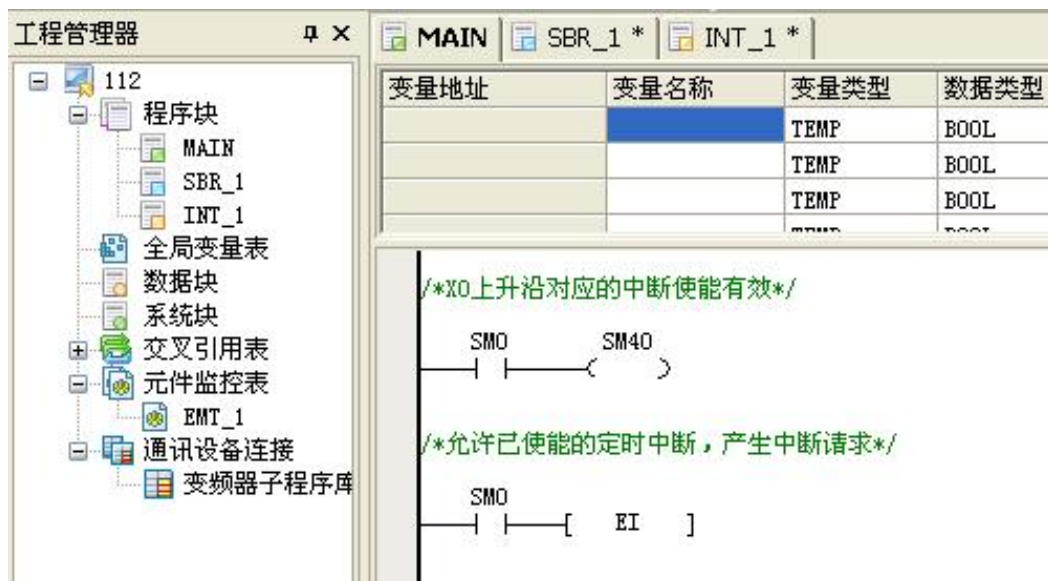 工程管理器
MAIN SBR_1 * INT_1 *
112
程序块
MAIN
SBR_1
INT_1
全局变量表
数据块
系统块
交叉引用表
元件监控表
EMT_1
通讯设备连接
变频器子程序库
变量地址 变量名称 变量类型 数据类型
TEMP BOOL
TEMP BOOL
TEMP BOOL
/*X0上升沿对应的中断使能有效*/
SM0 SM40
/*允许已使能的定时中断，产生中断请求*/
SM0
[ EI ]